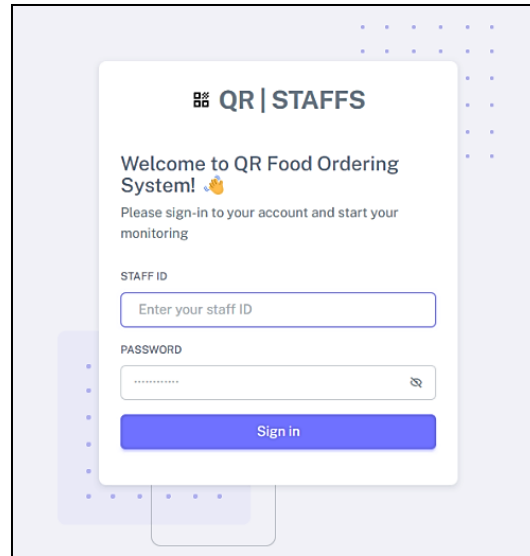 QR | STAFFS
Welcome to QR Food Ordering
System! 👋
Please sign-in to your account and start your
monitoring
STAFF ID
Enter your staff ID
PASSWORD
············
Sign in